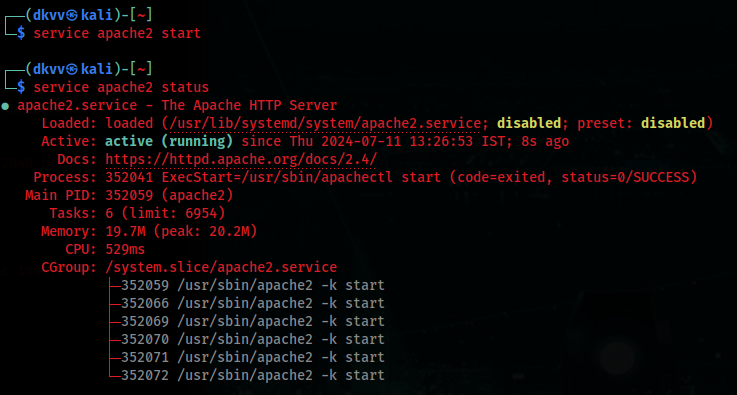 ┌──(dkvv㉿kali)-[~]
└─$ service apache2 start
┌──(dkvv㉿kali)-[~]
└─$ service apache2 status
● apache2.service - The Apache HTTP Server
Loaded: loaded (/usr/lib/systemd/system/apache2.service; disabled; preset: disabled)
Active: active (running) since Thu 2024-07-11 13:26:53 IST; 8s ago
Docs: https://httpd.apache.org/docs/2.4/
Process: 352041 ExecStart=/usr/sbin/apachectl start (code=exited, status=0/SUCCESS)
Main PID: 352059 (apache2)
Tasks: 6 (limit: 6954)
Memory: 19.7M (peak: 20.2M)
CPU: 529ms
CGroup: /system.slice/apache2.service
├─352059 /usr/sbin/apache2 -k start
├─352066 /usr/sbin/apache2 -k start
├─352069 /usr/sbin/apache2 -k start
├─352070 /usr/sbin/apache2 -k start
├─352071 /usr/sbin/apache2 -k start
└─352072 /usr/sbin/apache2 -k start